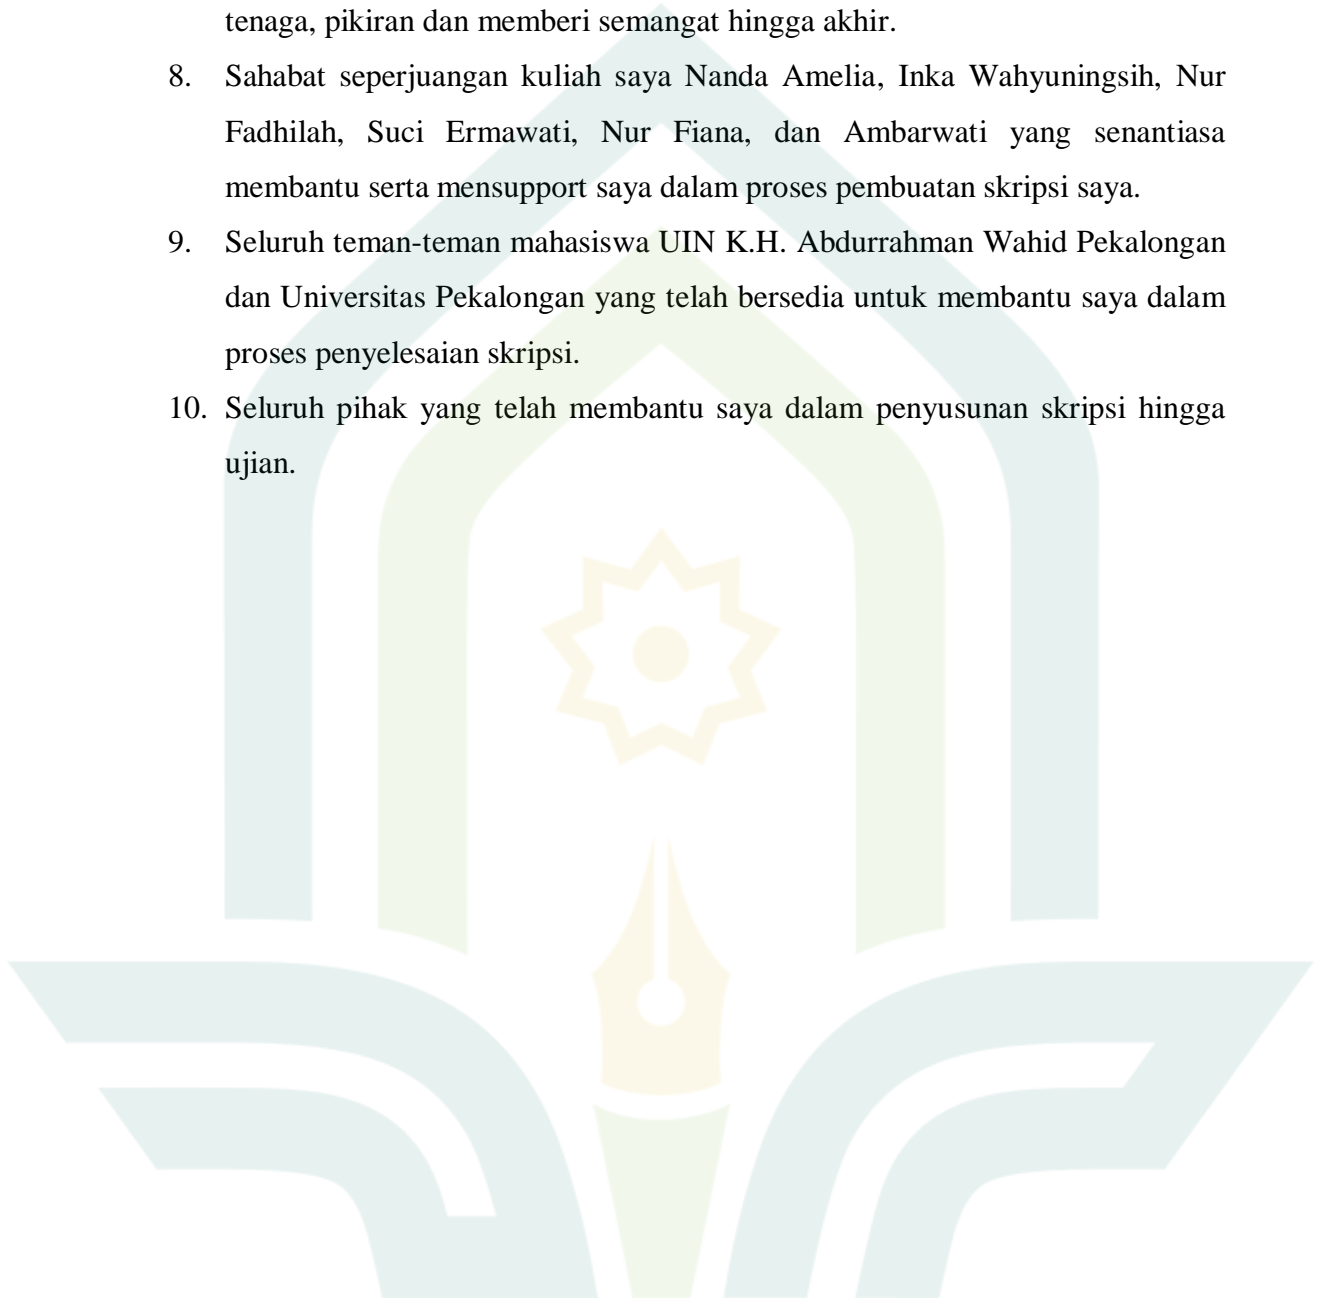 tenaga, pikiran dan memberi semangat hingga akhir.
8. Sahabat seperjuangan kuliah saya Nanda Amelia, Inka Wahyuningsih, Nur
Fadhilah, Suci Ermawati, Nur Fiana, dan Ambarwati yang senantiasa
membantu serta mensupport saya dalam proses pembuatan skripsi saya.
9. Seluruh teman-teman mahasiswa UIN K.H. Abdurrahman Wahid Pekalongan
dan Universitas Pekalongan yang telah bersedia untuk membantu saya dalam
proses penyelesaian skripsi.
10. Seluruh pihak yang telah membantu saya dalam penyusunan skripsi hingga
ujian.